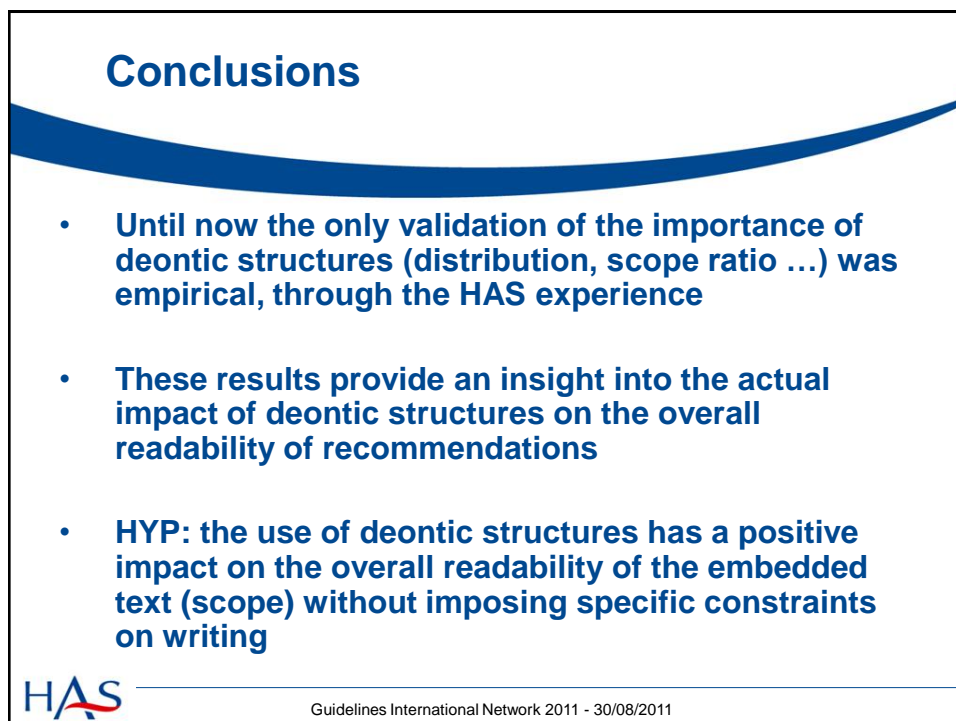 Conclusions
• Until now the only validation of the importance of
deontic structures (distribution, scope ratio …) was
empirical, through the HAS experience
• These results provide an insight into the actual
impact of deontic structures on the overall
readability of recommendations
• HYP: the use of deontic structures has a positive
impact on the overall readability of the embedded
text (scope) without imposing specific constraints
on writing
HAS
Guidelines International Network 2011 - 30/08/2011